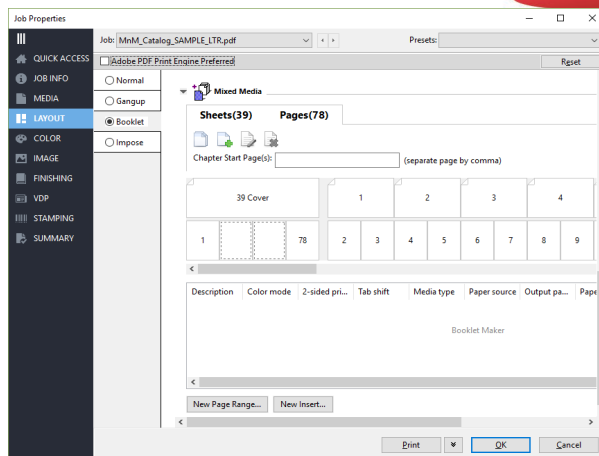 Job Properties
Job: MnM_Catalog_SAMPLE_LTR.pdf Presets:
Adobe PDF Print Engine Preferred Reset
QUICK ACCESS
JOB INFO
MEDIA
LAYOUT
COLOR
IMAGE
FINISHING
VDP
STAMPING
SUMMARY
Normal
Gangup
Booklet
Impose
Mixed Media
Sheets(39) Pages(78)
Chapter Start Page(s): (separate page by comma)
39 Cover 1 2 3 4
1 78 2 3 4 5 6 7 8 9
Description Color mode 2-sided pri... Tab shift Media type Paper source Output pa... Pape
Booklet Maker
New Page Range... New Insert...
Print OK Cancel